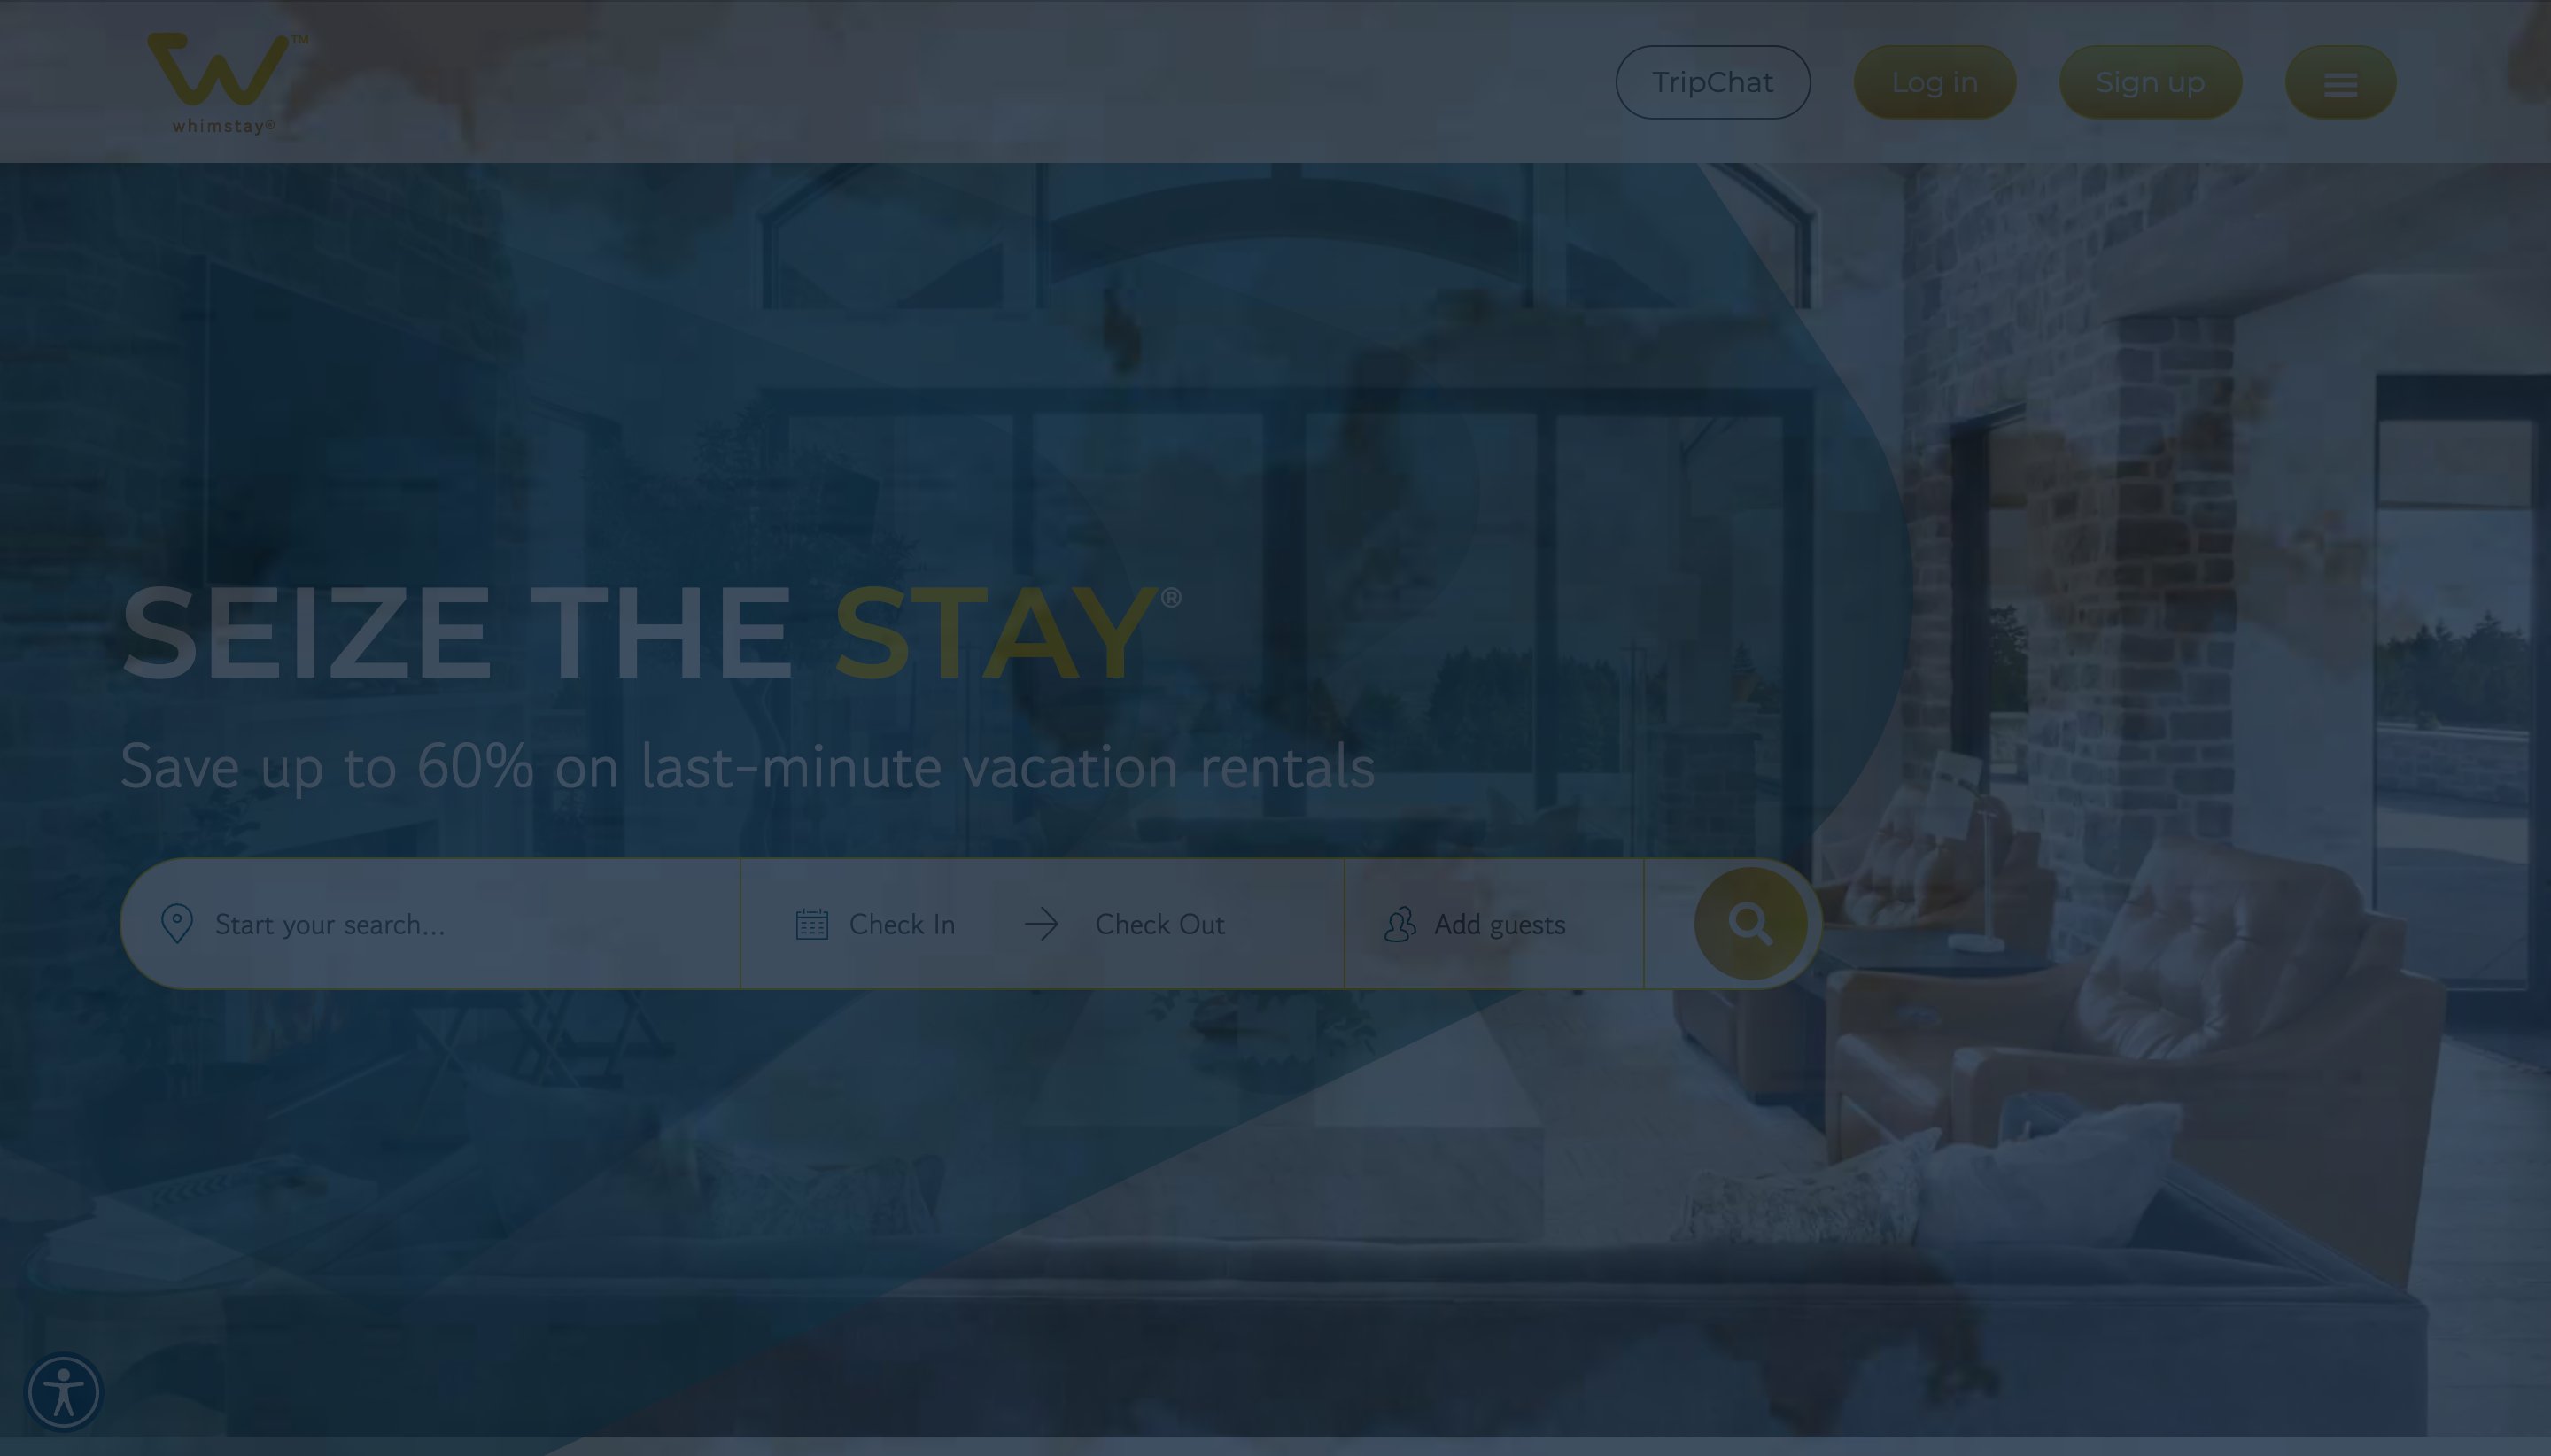 TM
whimstay®
TripChat
Log in
Sign up
SEIZE THE STAY®
Save up to 60% on last-minute vacation rentals
Start your search...
Check In
Check Out
Add guests